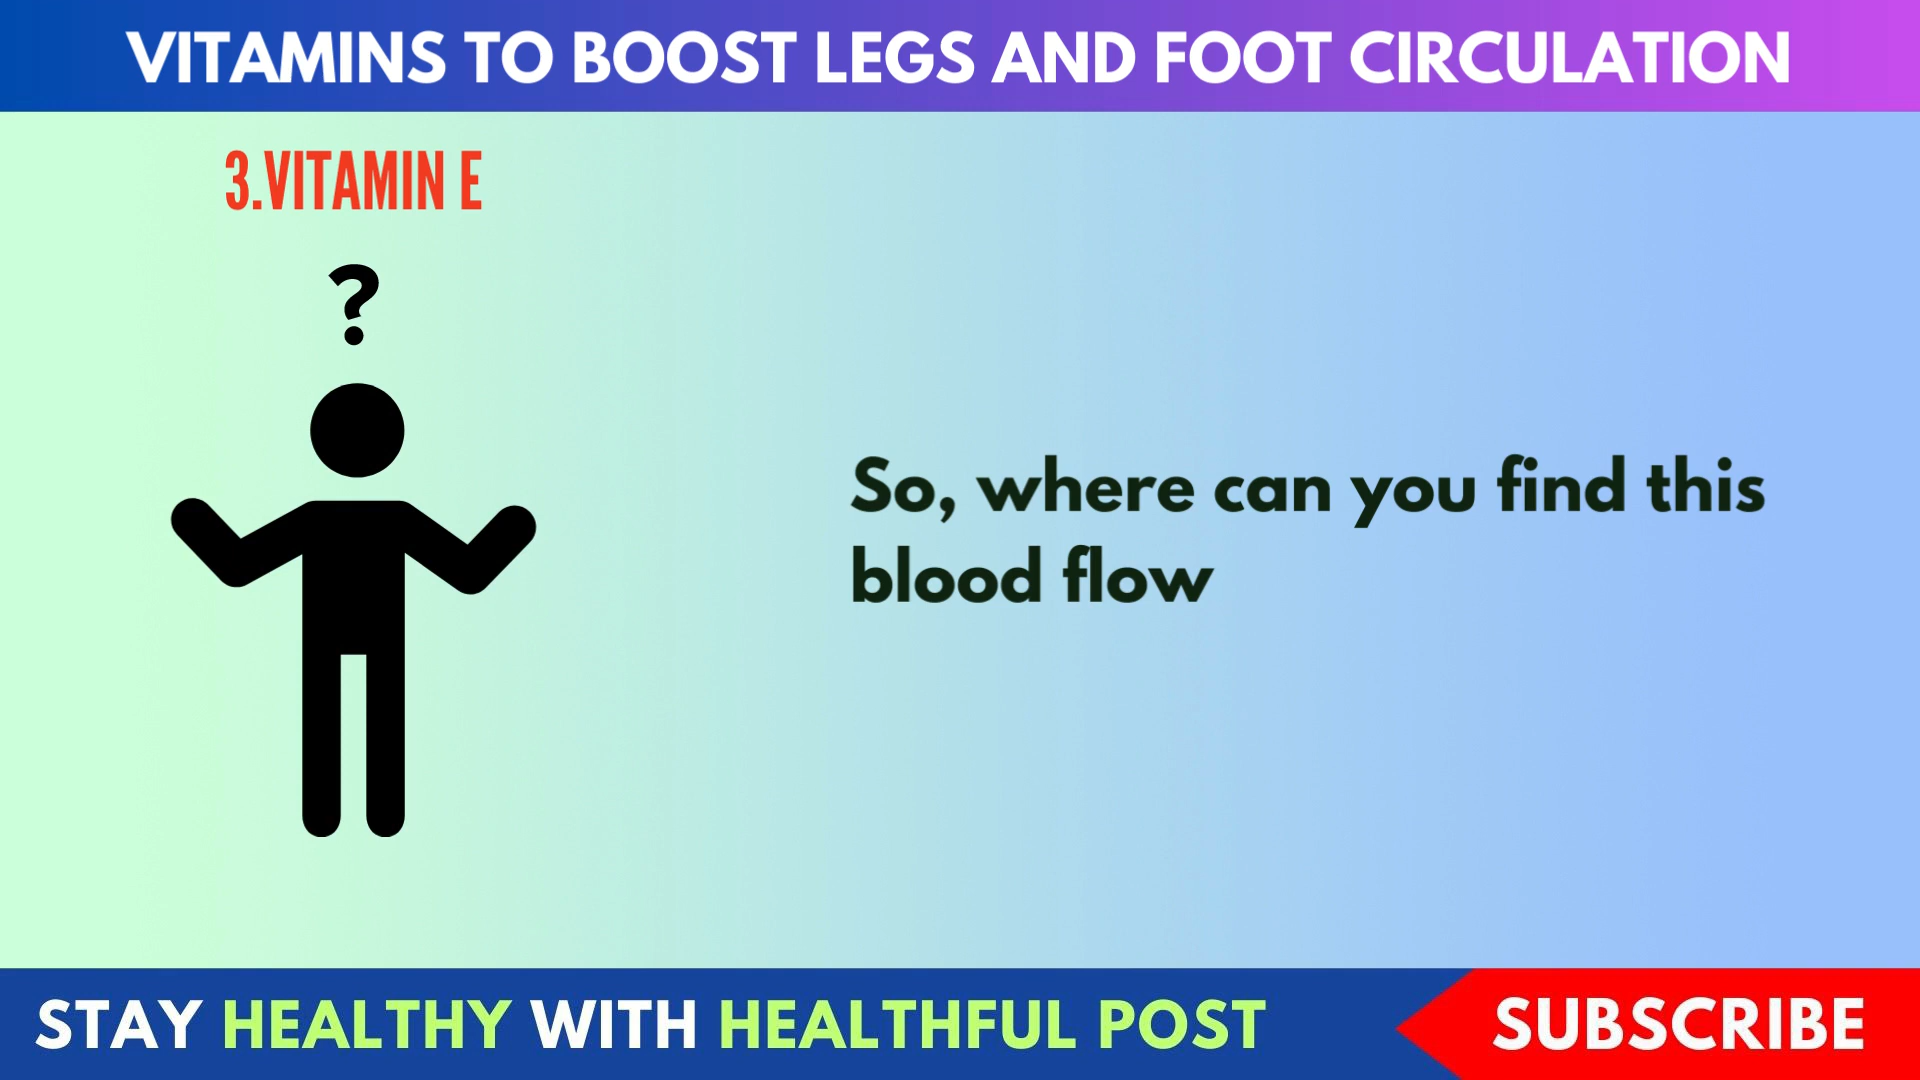 VITAMINS TO BOOST LEGS AND FOOT CIRCULATION
3.VITAMIN E
?
So, where can you find this
blood flow
STAY HEALTHY WITH HEALTHFUL POST
SUBSCRIBE